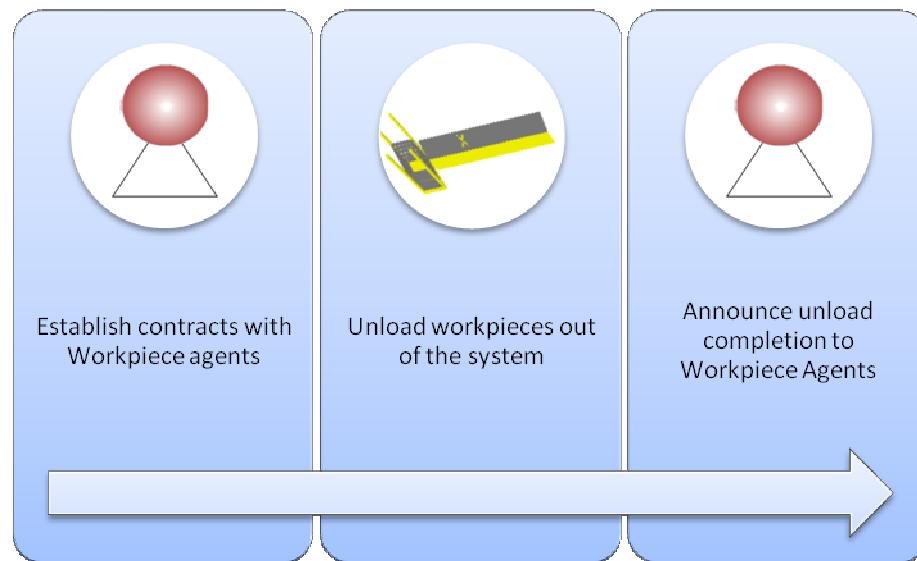 Establish contracts with
Workpiece agents
Unload workpieces out
of the system
Announce unload
completion to
Workpiece Agents